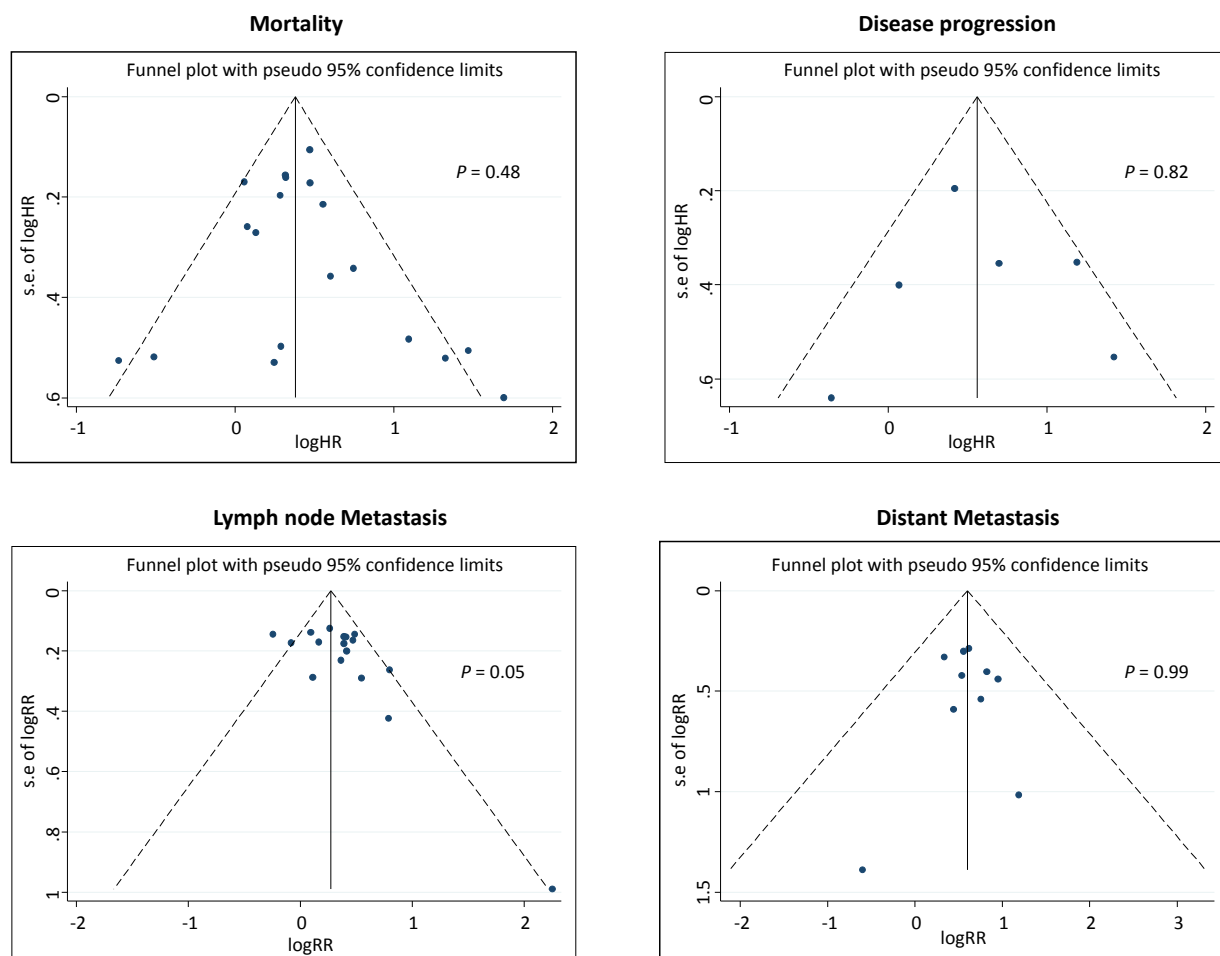 Mortality
Funnel plot with pseudo 95% confidence limits
P = 0.48
s.e. of logHR
0
.2
.4
.6
-1
0
1
2
logHR
Disease progression
Funnel plot with pseudo 95% confidence limits
P = 0.82
s.e of logHR
0
.2
.4
.6
-1
0
1
2
logHR
Lymph node Metastasis
Funnel plot with pseudo 95% confidence limits
P = 0.05
s.e of logRR
0
.2
.4
.6
.8
1
-2
-1
0
1
2
logRR
Distant Metastasis
Funnel plot with pseudo 95% confidence limits
P = 0.99
s.e of logRR
0
5
1
1.5
-2
-1
0
1
2
3
logRR